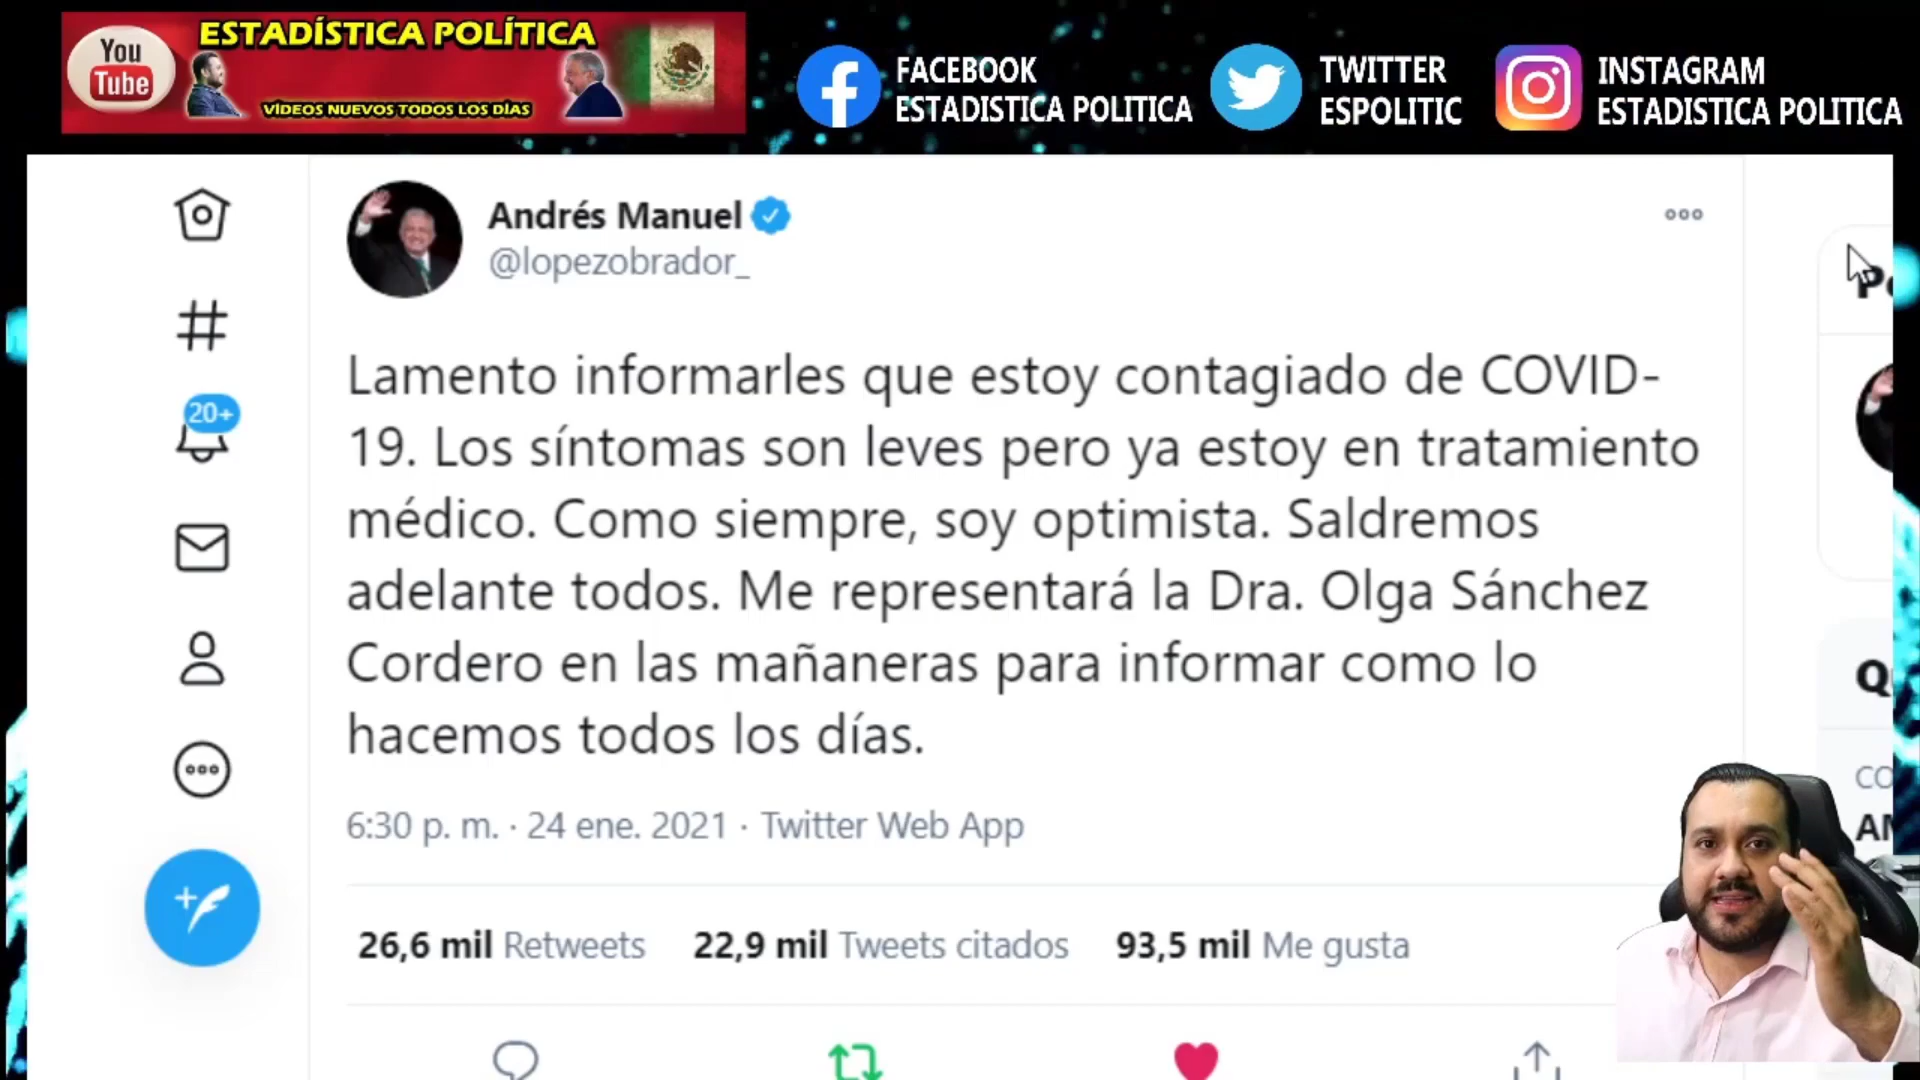 You
Tube
ESTADÍSTICA POLÍTICA
VÍDEOS NUEVOS TODOS LOS DÍAS
FACEBOOK
ESTADISTICA POLITICA
TWITTER
ESPOLITIC
INSTAGRAM
ESTADISTICA POLITICA
Andrés Manuel
@lopezobrador_
20+
Lamento informarles que estoy contagiado de COVID-
19. Los síntomas son leves pero ya estoy en tratamiento
médico. Como siempre, soy optimista. Saldremos
adelante todos. Me representará la Dra. Olga Sánchez
Cordero en las mañaneras para informar como lo
hacemos todos los días.
6:30 p. m. · 24 ene. 2021 · Twitter Web App
26,6 mil Retweets 22,9 mil Tweets citados 93,5 mil Me gusta